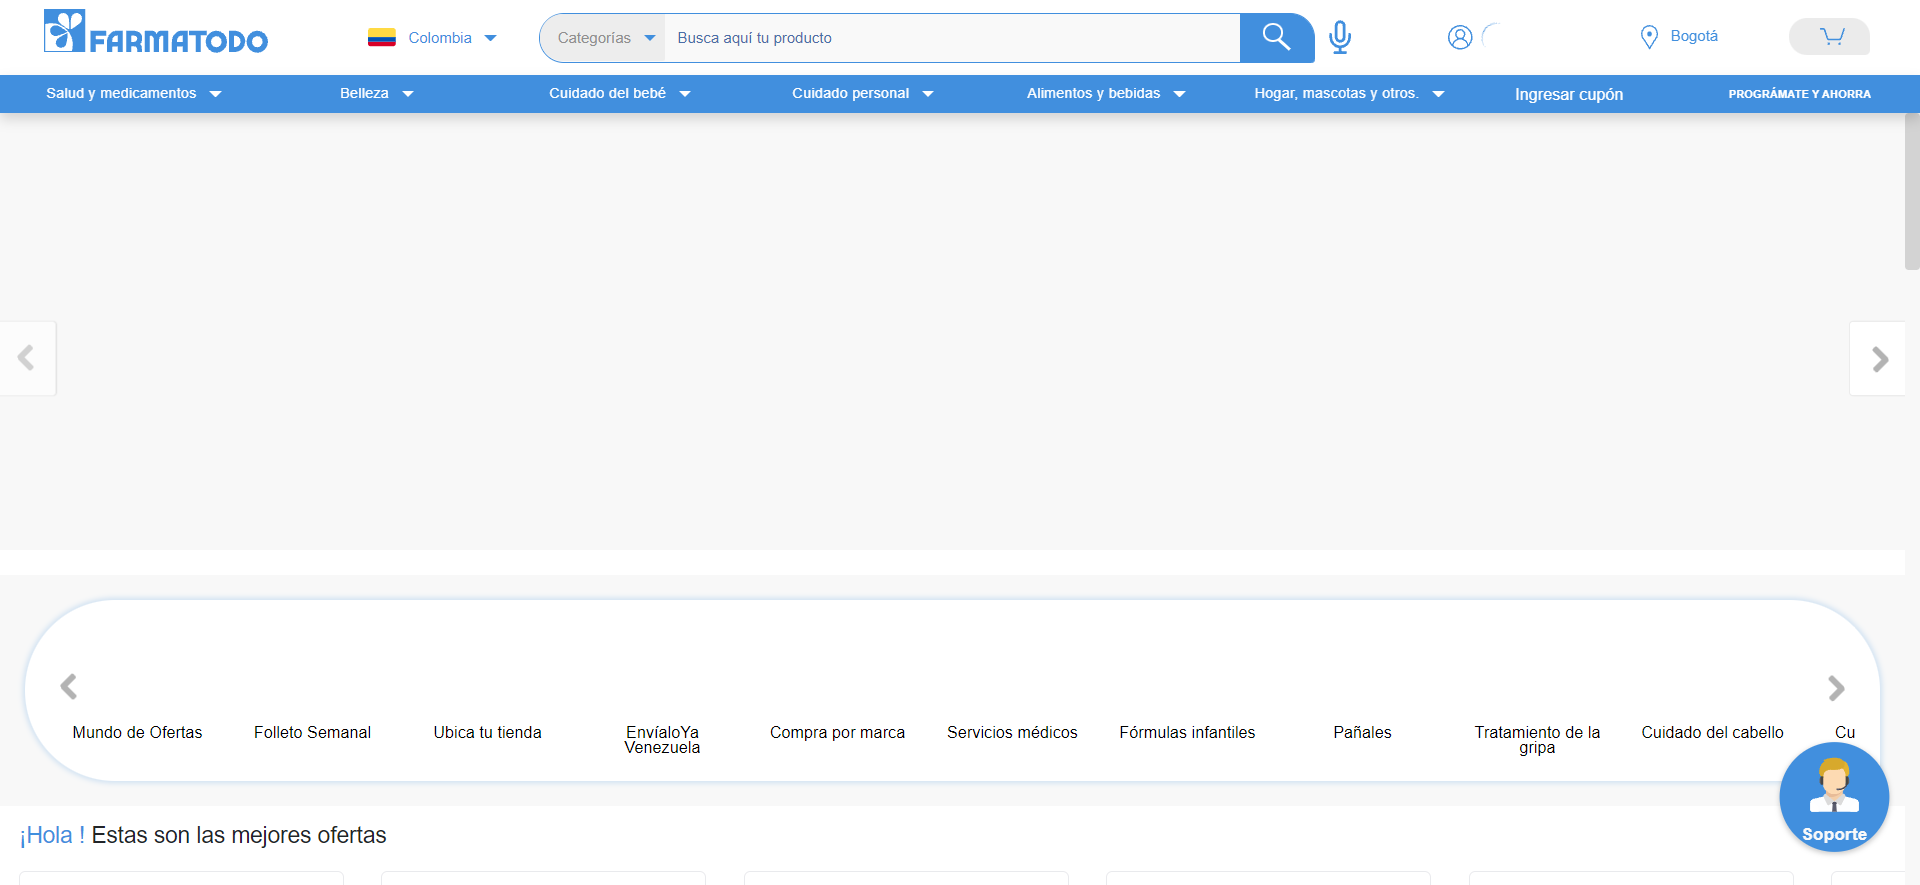 FARMATODO
Colombia
Categorías
Busca aquí tu producto
Bogotá
Salud y medicamentos
Belleza
Cuidado del bebé
Cuidado personal
Alimentos y bebidas
Hogar, mascotas y otros.
Ingresar cupón
PROGRÁMATE Y AHORRA
Mundo de Ofertas
Folleto Semanal
Ubica tu tienda
EnvíaloYa
Venezuela
Compra por marca
Servicios médicos
Fórmulas infantiles
Pañales
Tratamiento de la
gripa
Cuidado del cabello
Cu
Soporte
¡Hola ! Estas son las mejores ofertas